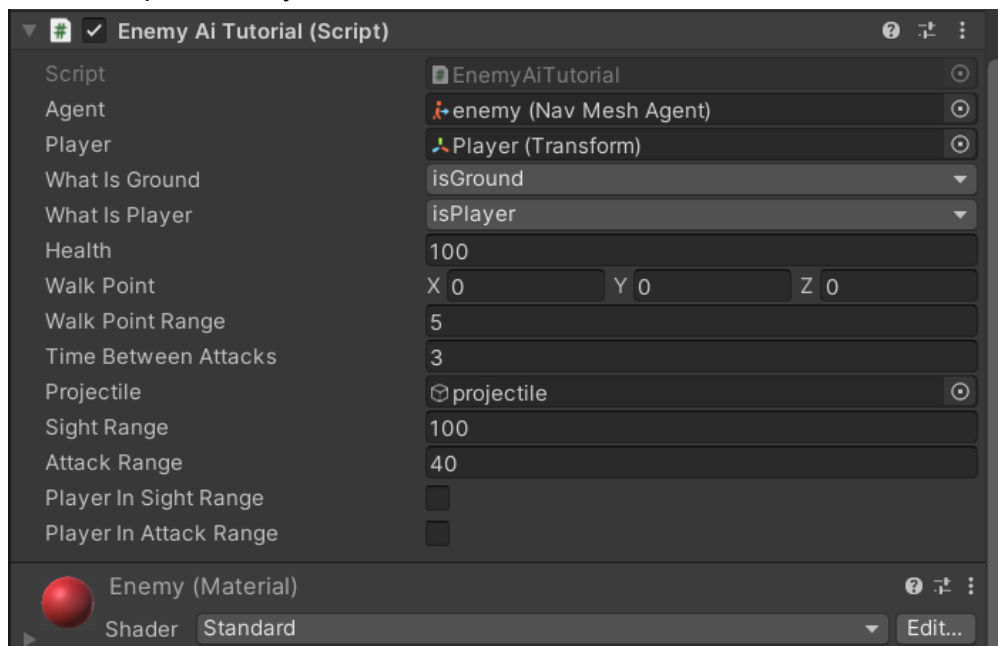 Enemy Ai Tutorial (Script)
Script EnemyAiTutorial
Agent enemy (Nav Mesh Agent)
Player Player (Transform)
What Is Ground isGround
What Is Player isPlayer
Health 100
Walk Point X 0 Y 0 Z 0
Walk Point Range 5
Time Between Attacks 3
Projectile projectile
Sight Range 100
Attack Range 40
Player In Sight Range
Player In Attack Range
Enemy (Material)
Shader Standard Edit...